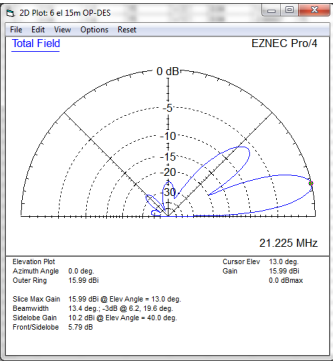 2D Plot: 6 el 15m OP-DES
File Edit View Options Reset
Total Field EZNEC Pro/4
0 dB
-5
-10
-15
-20
-30
21.225 MHz
Elevation Plot Cursor Elev 13.0 deg.
Azimuth Angle 0.0 deg. Gain 15.99 dBi
Outer Ring 15.99 dBi 0.0 dBmax
Slice Max Gain 15.99 dBi @ Elev Angle = 13.0 deg.
Beamwidth 13.4 deg.; -3dB @ 6.2, 19.6 deg.
Sidelobe Gain 10.2 dBi @ Elev Angle = 40.0 deg.
Front/Sidelobe 5.79 dB